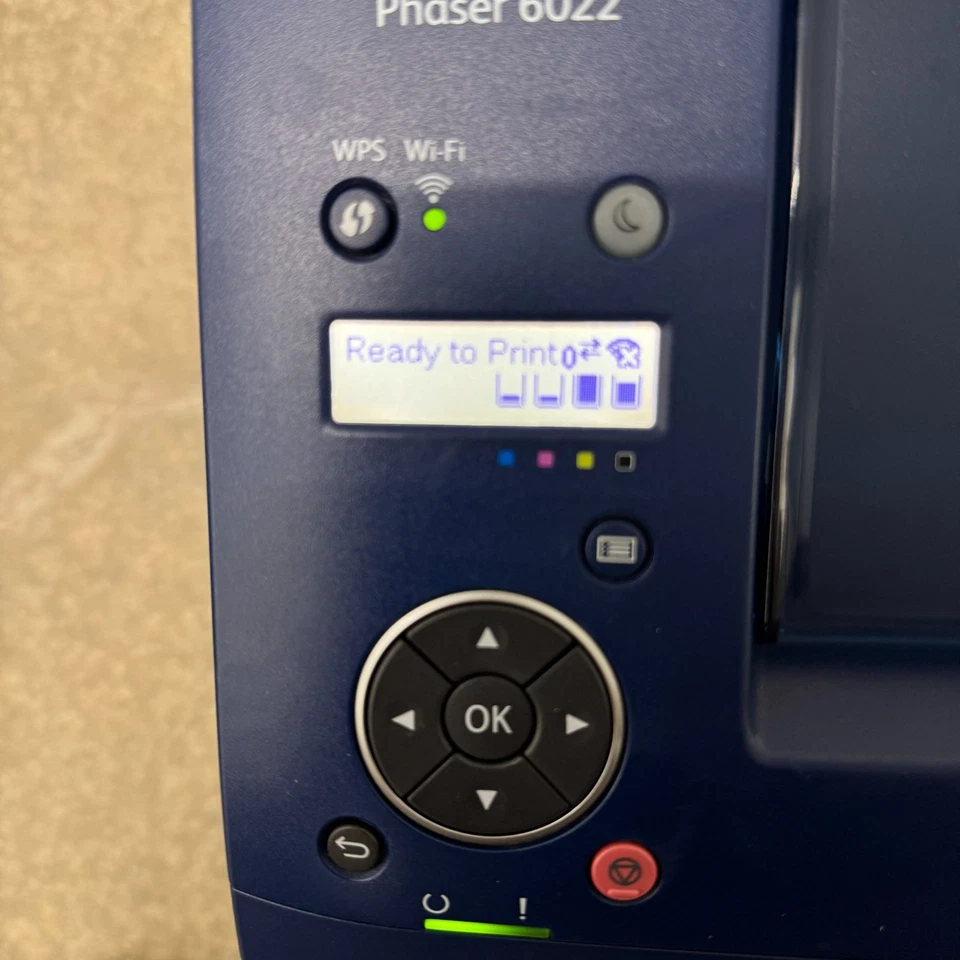 Phaser 6022
WPS Wi-Fi
Ready to Print
OK